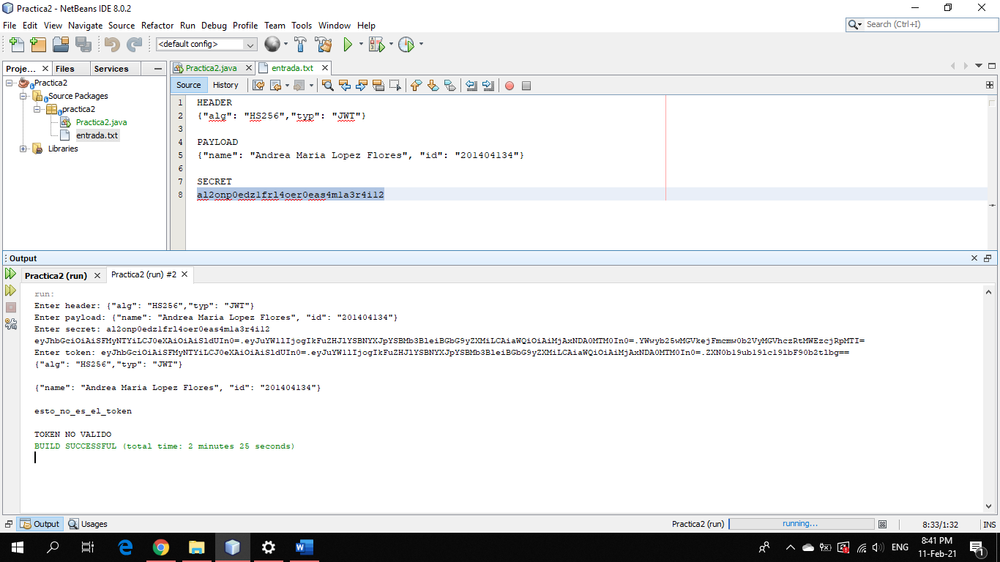 Practica2 - NetBeans IDE 8.0.2
File Edit View Navigate Source Refactor Run Debug Profile Team Tools Window Help
Search (Ctrl+I)
<default config>
Proje... Files Services
Practica2.java entrada.txt
Source History
Practica2
Source Packages
practica2
Practica2.java
entrada.txt
Libraries
1 HEADER
2 {"alg": "HS256","typ": "JWT"}
3
4 PAYLOAD
5 {"name": "Andrea Maria Lopez Flores", "id": "201404134"}
6
7 SECRET
8 al2onp0edz1frl4oer0eas4m1a3r4i12
Output
Practica2 (run) Practica2 (run) #2
run:
Enter header: {"alg": "HS256","typ": "JWT"}
Enter payload: {"name": "Andrea Maria Lopez Flores", "id": "201404134"}
Enter secret: al2onp0edz1frl4oer0eas4m1a3r4i12
eyJhbGciOiAiSFMyNTYiLCJ0eXAiOiAiSldUIn0=.eyJuYW1lIjogIkFuZHJlYSBNYXJpYSBMb3BleiBGbG9yZXMiLCAiaWQiOiAiMjAxNDA0MTM0In0=.YWwyb25wMGVkejFmcmw0b2VyMGVhczRtMWEzcjRpMTI=
Enter token: eyJhbGciOiAiSFMyNTYiLCJ0eXAiOiAiSldUIn0=.eyJuYW1lIjogIkFuZHJlYSBNYXJpYSBMb3BleiBGbG9yZXMiLCAiaWQiOiAiMjAxNDA0MTM0In0=.ZXN0b19ub19lc19lbF90b2tlbg==
{"alg": "HS256","typ": "JWT"}
{"name": "Andrea Maria Lopez Flores", "id": "201404134"}
esto_no_es_el_token
TOKEN NO VALIDO
BUILD SUCCESSFUL (total time: 2 minutes 25 seconds)
Output Usages
Practica2 (run) running... 8:33/1:32 INS
ENG
8:41 PM
11-Feb-21
1